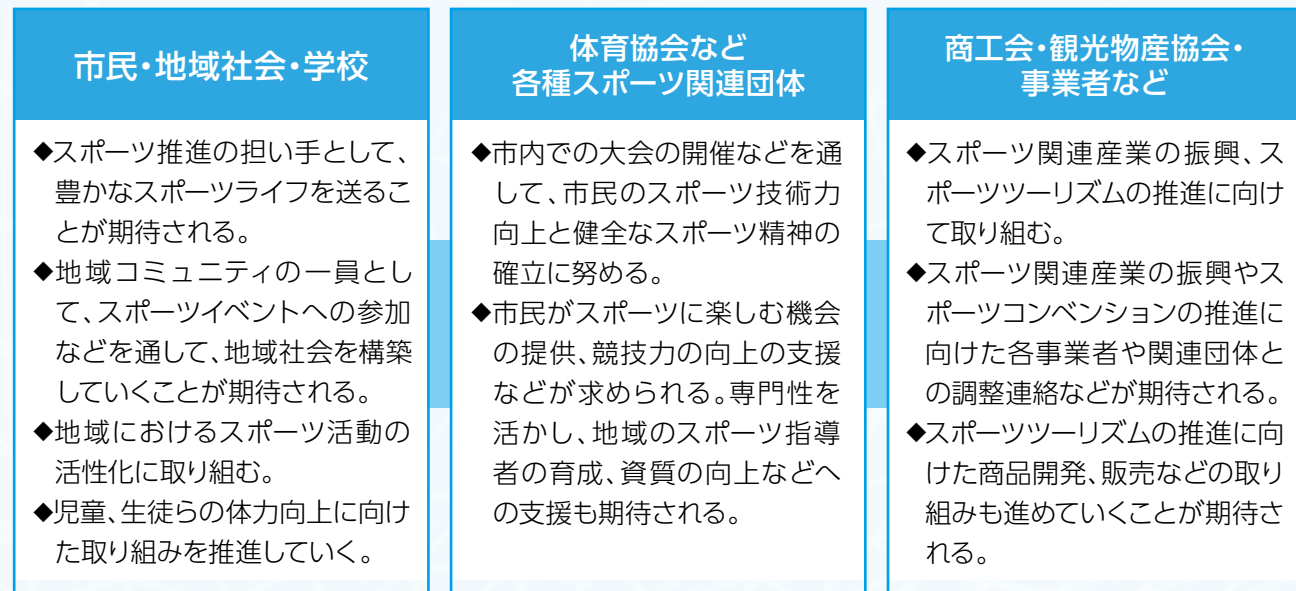 市民・地域社会・学校
◆スポーツ推進の担い手として、
豊かなスポーツライフを送るこ
とが期待される。
◆地域コミュニティの一員とし
て、スポーツイベントへの参加
などを通して、地域社会を構築
していくことが期待される。
◆地域におけるスポーツ活動の
活性化に取り組む。
◆児童、生徒らの体力向上に向け
た取り組みを推進していく。
体育協会など
各種スポーツ関連団体
◆市内での大会の開催などを通
して、市民のスポーツ技術力
向上と健全なスポーツ精神の
確立に努める。
◆市民がスポーツに楽しむ機会
の提供、競技力の向上の支援
などが求められる。専門性を
活かし、地域のスポーツ指導
者の育成、資質の向上などへ
の支援も期待される。
商工会・観光物産協会・
事業者など
◆スポーツ関連産業の振興、ス
ポーツツーリズムの推進に向け
て取り組む。
◆スポーツ関連産業の振興やス
ポーツコンベンションの推進に
向けた各事業者や関連団体と
の調整連絡などが期待される。
◆スポーツツーリズムの推進に向
けた商品開発、販売などの取り
組みも進めていくことが期待さ
れる。